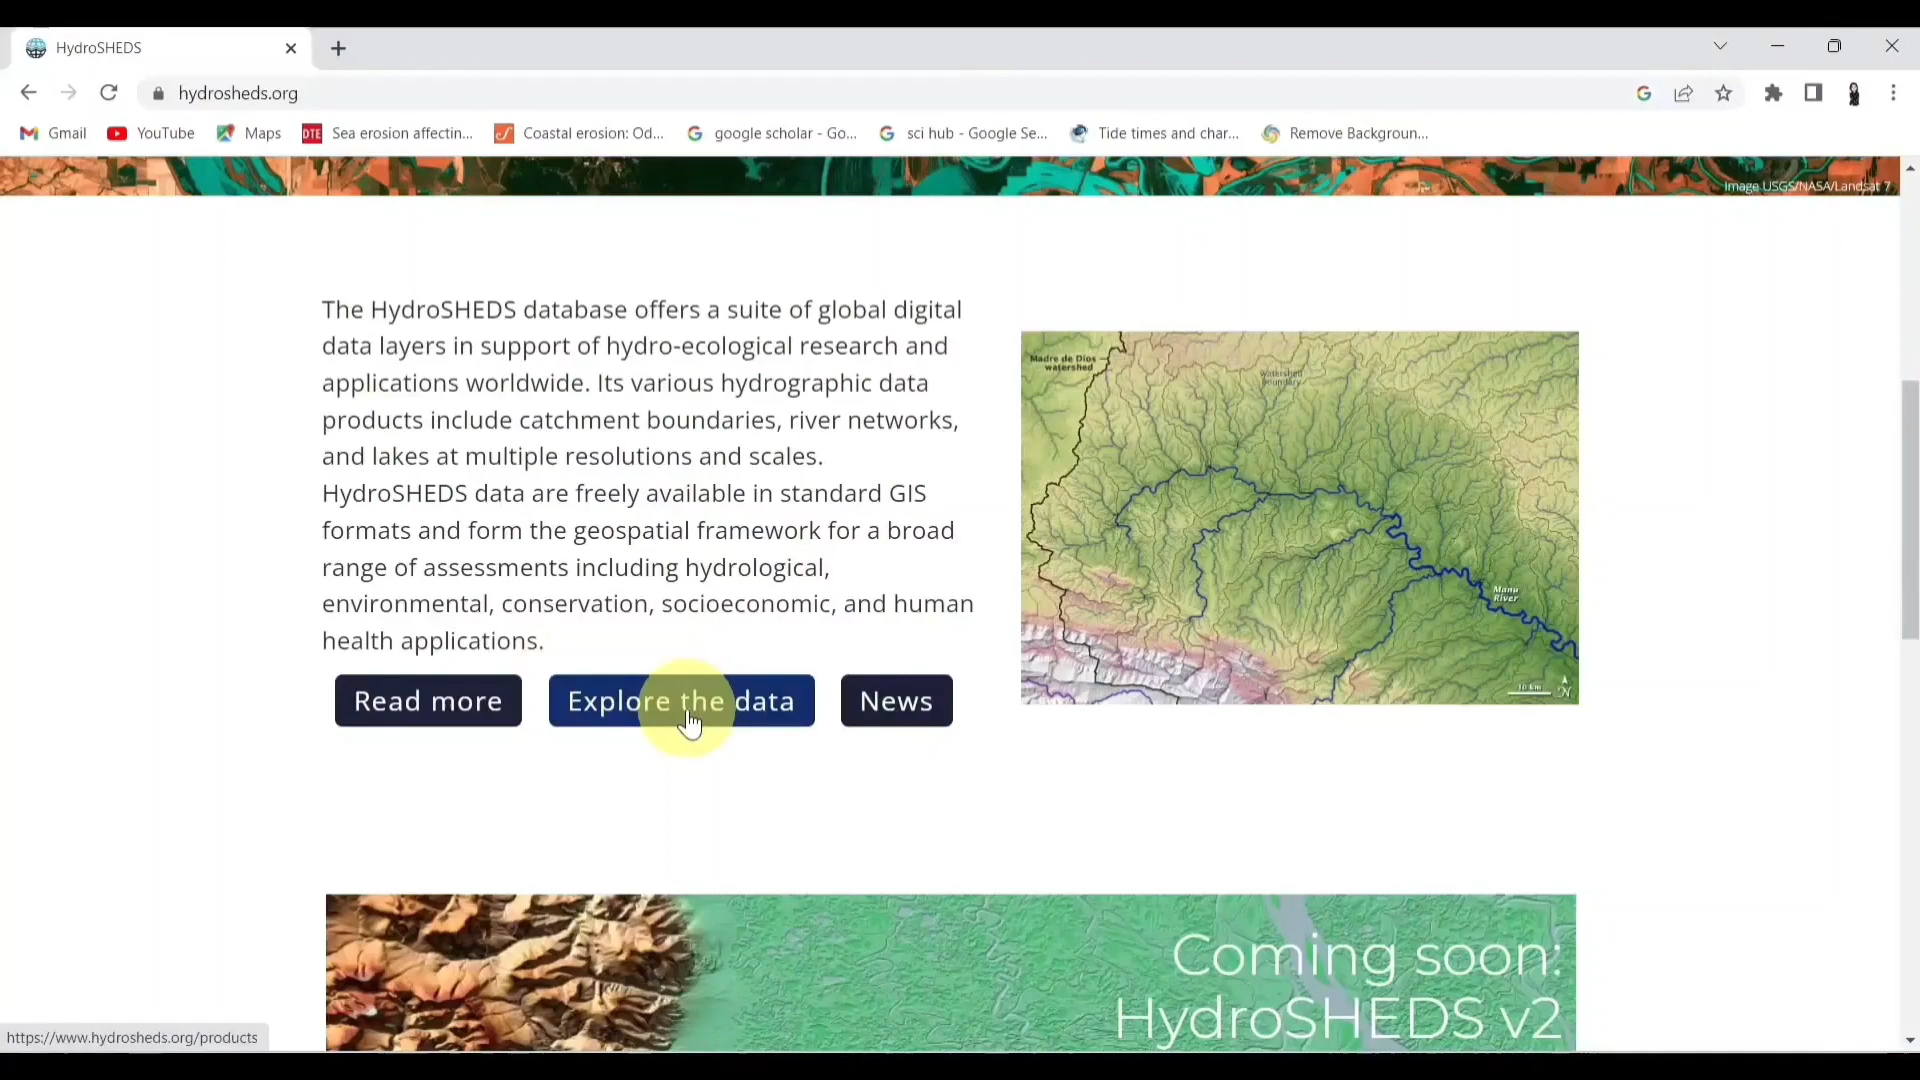 HydroSHEDS
hydrosheds.org
Gmail YouTube Maps DTE Sea erosion affectin... Coastal erosion: Od... google scholar - Go... sci hub - Google Se... Tide times and char... Remove Backgroun...
Image USGS/NASA/Landsat 7
The HydroSHEDS database offers a suite of global digital
data layers in support of hydro-ecological research and
applications worldwide. Its various hydrographic data
products include catchment boundaries, river networks,
and lakes at multiple resolutions and scales.
HydroSHEDS data are freely available in standard GIS
formats and form the geospatial framework for a broad
range of assessments including hydrological,
environmental, conservation, socioeconomic, and human
health applications.
Read more Explore the data News
Madre de Dios
watershed
watershed
boundary
Manu
River
10 km N
Coming soon:
HydroSHEDS v2
https://www.hydrosheds.org/products